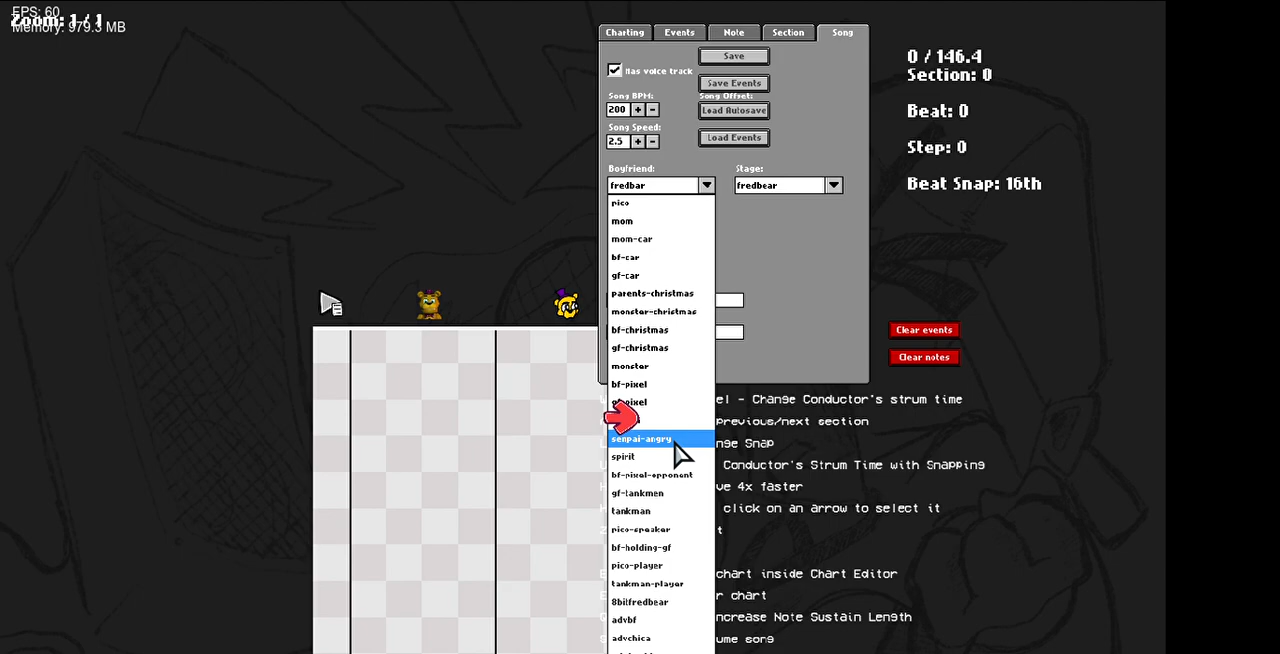 FPS: 60
Zoom: 1 / 1
Memory: 979.3 MB
Charting
Events
Note
Section
Song
Has voice track
Save
Save Events
Song BPM:
Song Offset:
200 + -
Load Autosave
Song Speed:
2.5 + -
Load Events
Boyfriend:
Stage:
fredbar
fredbear
pico
mom
mom-car
bf-car
gf-car
parents-christmas
monster-christmas
bf-christmas
gf-christmas
monster
bf-pixel
senpai-angry
spirit
bf-pixel-opponent
gf-tankmen
tankman
pico-speaker
bf-holding-gf
pico-player
tankman-player
8bitfredbear
advbf
advchica
0 / 146.4
Section: 0
Beat: 0
Step: 0
Beat Snap: 16th
Clear events
Clear notes
- Change Conductor's strum time
previous/next section
Snap
Conductor's Strum Time with Snapping
4x faster
click on an arrow to select it
chart inside Chart Editor
chart
Note Sustain Length
song